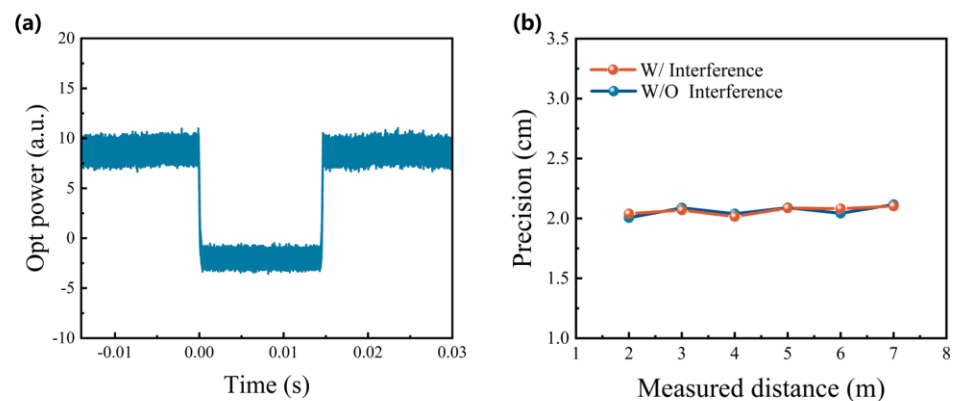 (a)
20
15
10
5
0
-5
-10
Opt power (a.u.)
-0.01 0.00 0.01 0.02 0.03
Time (s)
(b)
3.5
3.0
2.5
2.0
1.5
1.0
Precision (cm)
W/ Interference
W/O Interference
1 2 3 4 5 6 7 8
Measured distance (m)